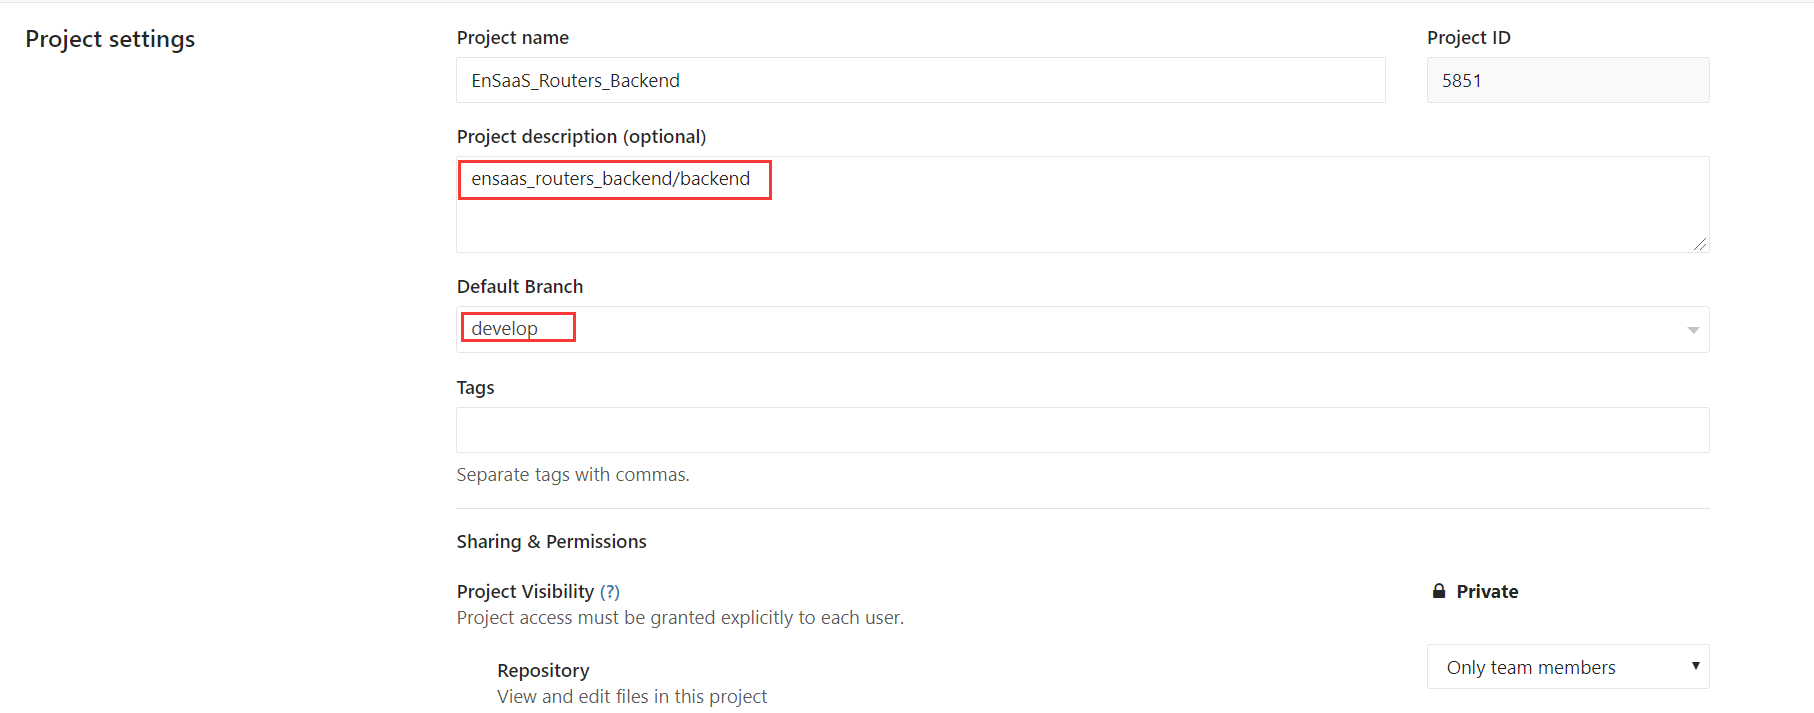 Project settings
Project name
Project ID
EnSaaS_Routers_Backend
5851
Project description (optional)
ensaas_routers_backend/backend
Default Branch
develop
Tags
Separate tags with commas.
Sharing & Permissions
Project Visibility (?)
Private
Project access must be granted explicitly to each user.
Repository
Only team members
View and edit files in this project